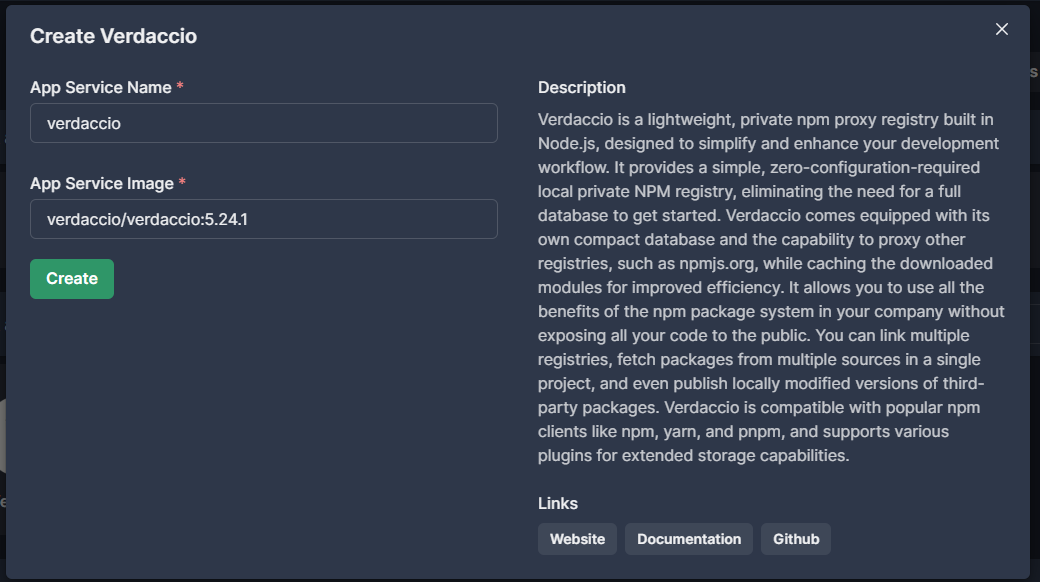 Create Verdaccio
App Service Name *
verdaccio
App Service Image *
verdaccio/verdaccio:5.24.1
Create
Description
Verdaccio is a lightweight, private npm proxy registry built in
Node.js, designed to simplify and enhance your development
workflow. It provides a simple, zero-configuration-required
local private NPM registry, eliminating the need for a full
database to get started. Verdaccio comes equipped with its
own compact database and the capability to proxy other
registries, such as npmjs.org, while caching the downloaded
modules for improved efficiency. It allows you to use all the
benefits of the npm package system in your company without
exposing all your code to the public. You can link multiple
registries, fetch packages from multiple sources in a single
project, and even publish locally modified versions of third-
party packages. Verdaccio is compatible with popular npm
clients like npm, yarn, and pnpm, and supports various
plugins for extended storage capabilities.
Links
Website
Documentation
Github